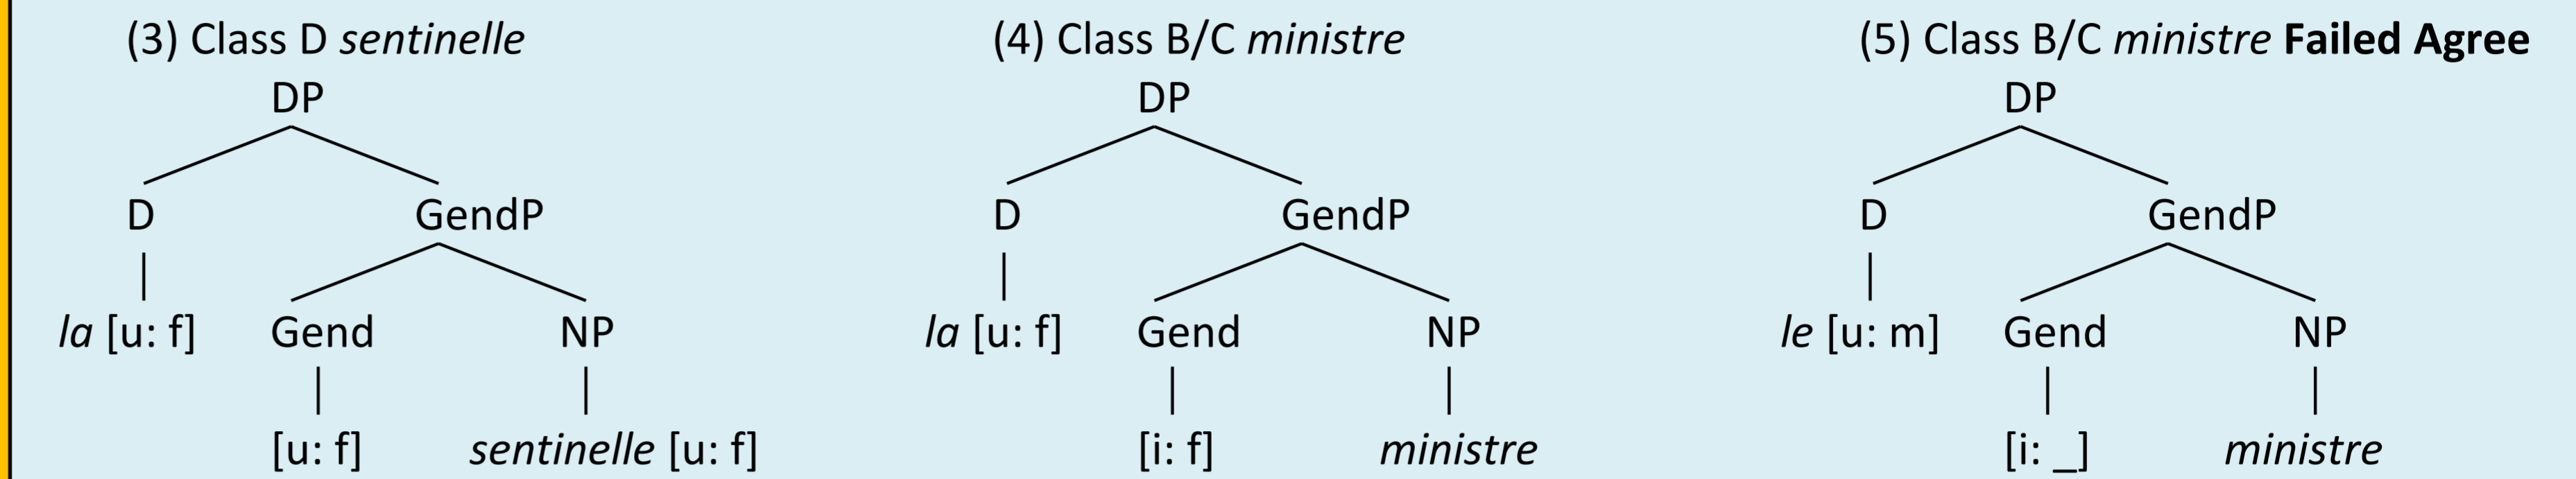 (3) Class D sentinelle
DP
D GendP
la [u: f] Gend NP
[u: f] sentinelle [u: f]
(4) Class B/C ministre
DP
D GendP
la [u: f] Gend NP
[i: f] ministre
(5) Class B/C ministre Failed Agree
DP
D GendP
le [u: m] Gend NP
[i: _] ministre